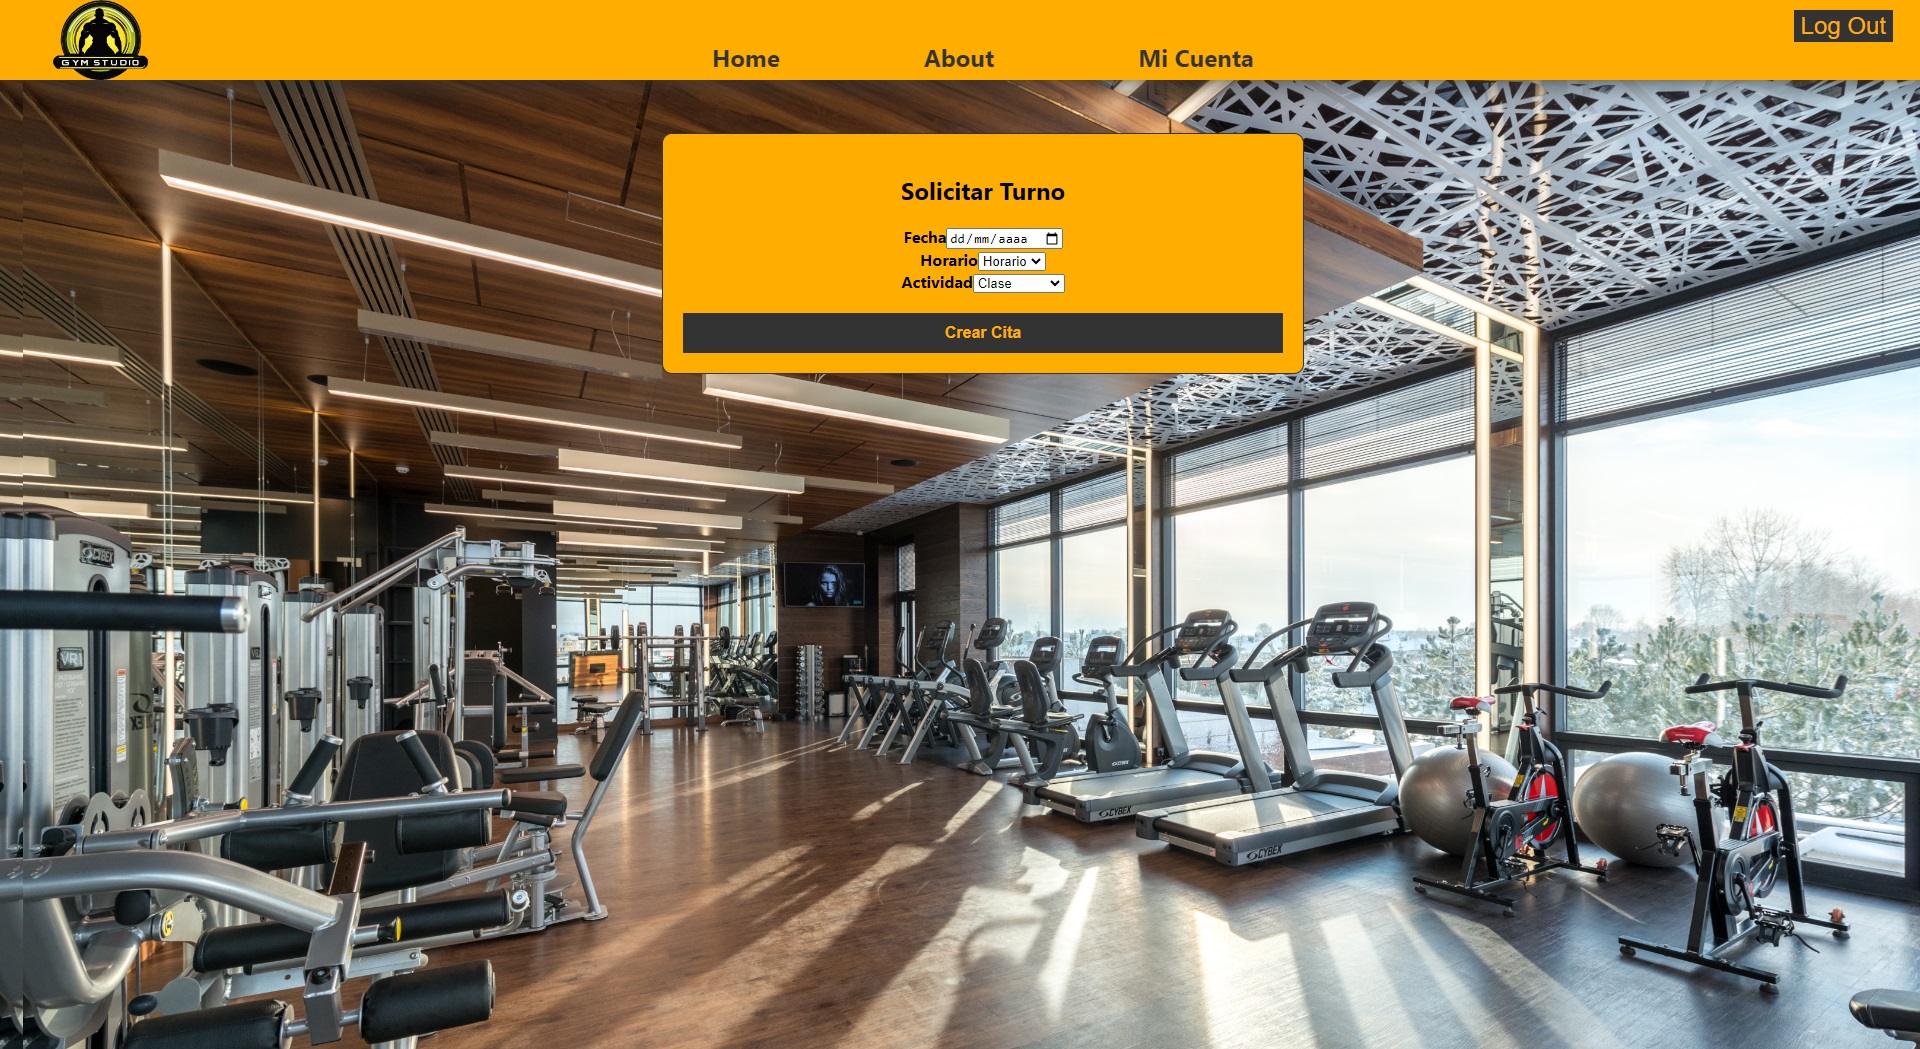 GYM STUDIO
Home
About
Mi Cuenta
Log Out
Solicitar Turno
Fecha dd/mm/aaaa
Horario Horario
Actividad Clase
Crear Cita
CYBEX
VR1
CYBEX
CYBEX